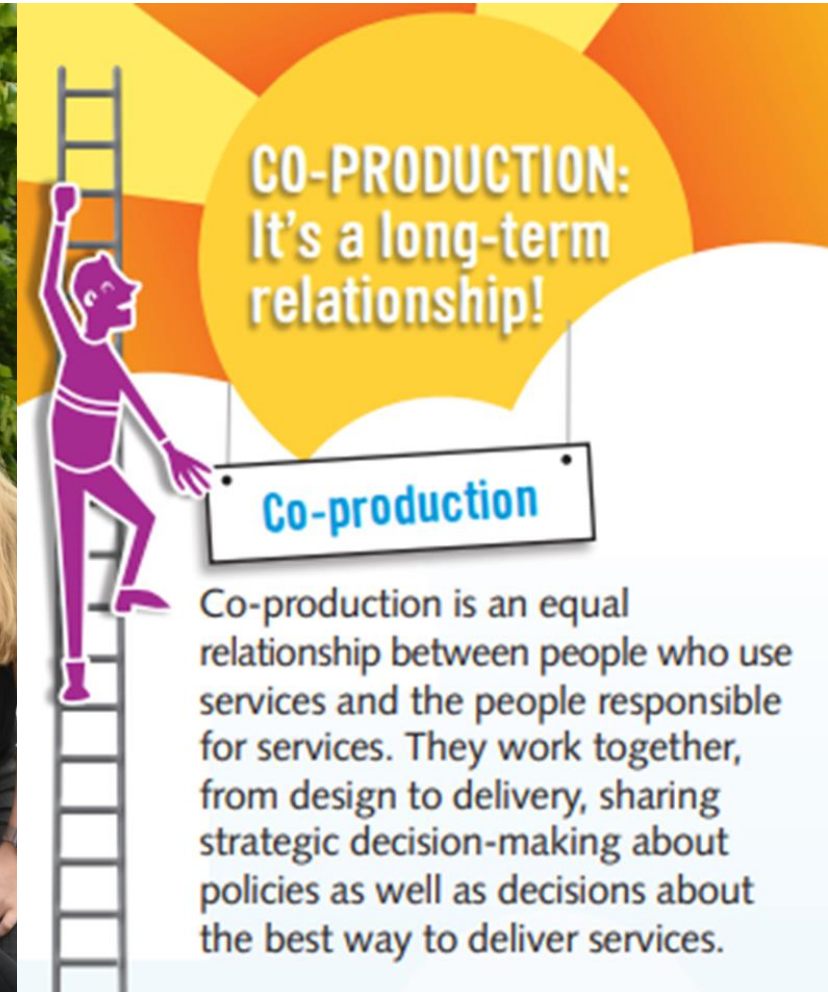 CO-PRODUCTION:
It's a long-term
relationship!
Co-production
Co-production is an equal
relationship between people who use
services and the people responsible
for services. They work together,
from design to delivery, sharing
strategic decision-making about
policies as well as decisions about
the best way to deliver services.